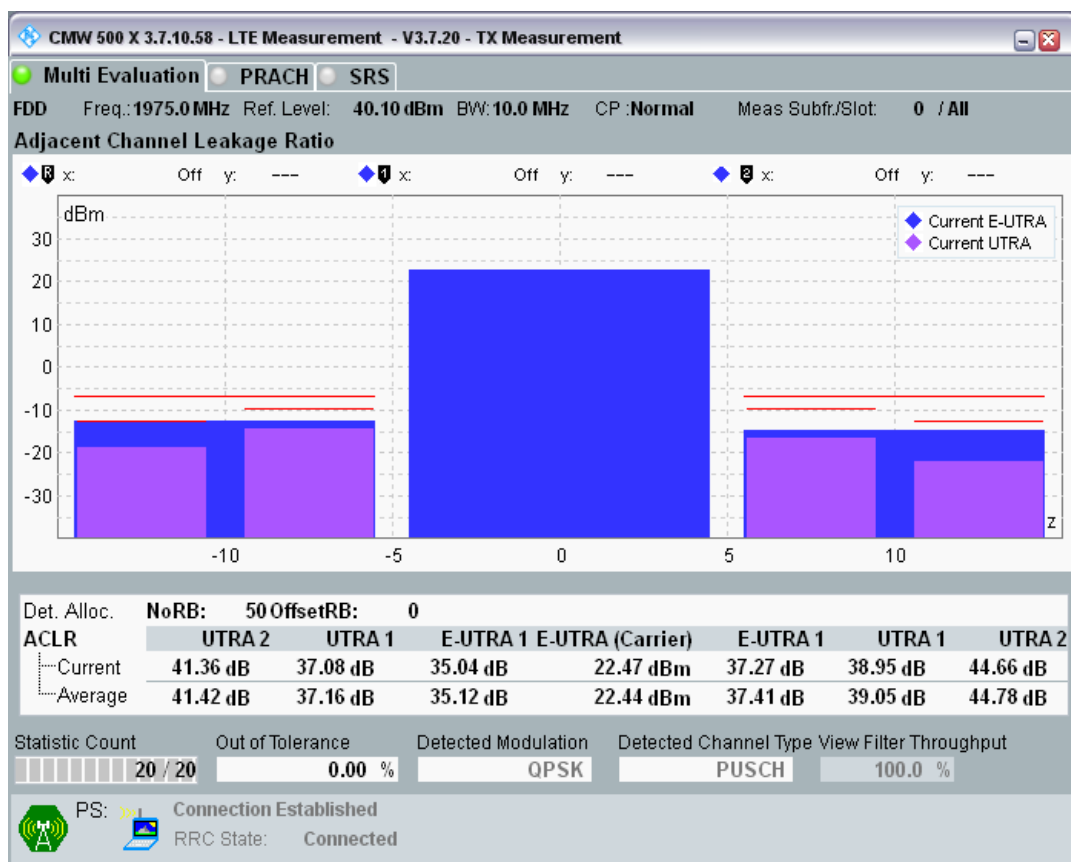 CMW 500 X 3.7.10.58 - LTE Measurement - V3.7.20 - TX Measurement
Multi Evaluation PRACH SRS
FDD Freq.: 1975.0 MHz Ref. Level: 40.10 dBm BW: 10.0 MHz CP :Normal Meas Subfr./Slot: 0 / All
Adjacent Channel Leakage Ratio
R x: Off y: --- 1 x: Off y: --- 2 x: Off y: ---
dBm
Current E-UTRA
Current UTRA
30
20
10
0
-10
-20
-30
z
-10 -5 0 5 10
Det. Alloc. NoRB: 50 OffsetRB: 0
ACLR UTRA 2 UTRA 1 E-UTRA 1 E-UTRA (Carrier) E-UTRA 1 UTRA 1 UTRA 2
Current 41.36 dB 37.08 dB 35.04 dB 22.47 dBm 37.27 dB 38.95 dB 44.66 dB
Average 41.42 dB 37.16 dB 35.12 dB 22.44 dBm 37.41 dB 39.05 dB 44.78 dB
Statistic Count Out of Tolerance Detected Modulation Detected Channel Type View Filter Throughput
20 / 20 0.00 % QPSK PUSCH 100.0 %
PS: Connection Established
RRC State: Connected